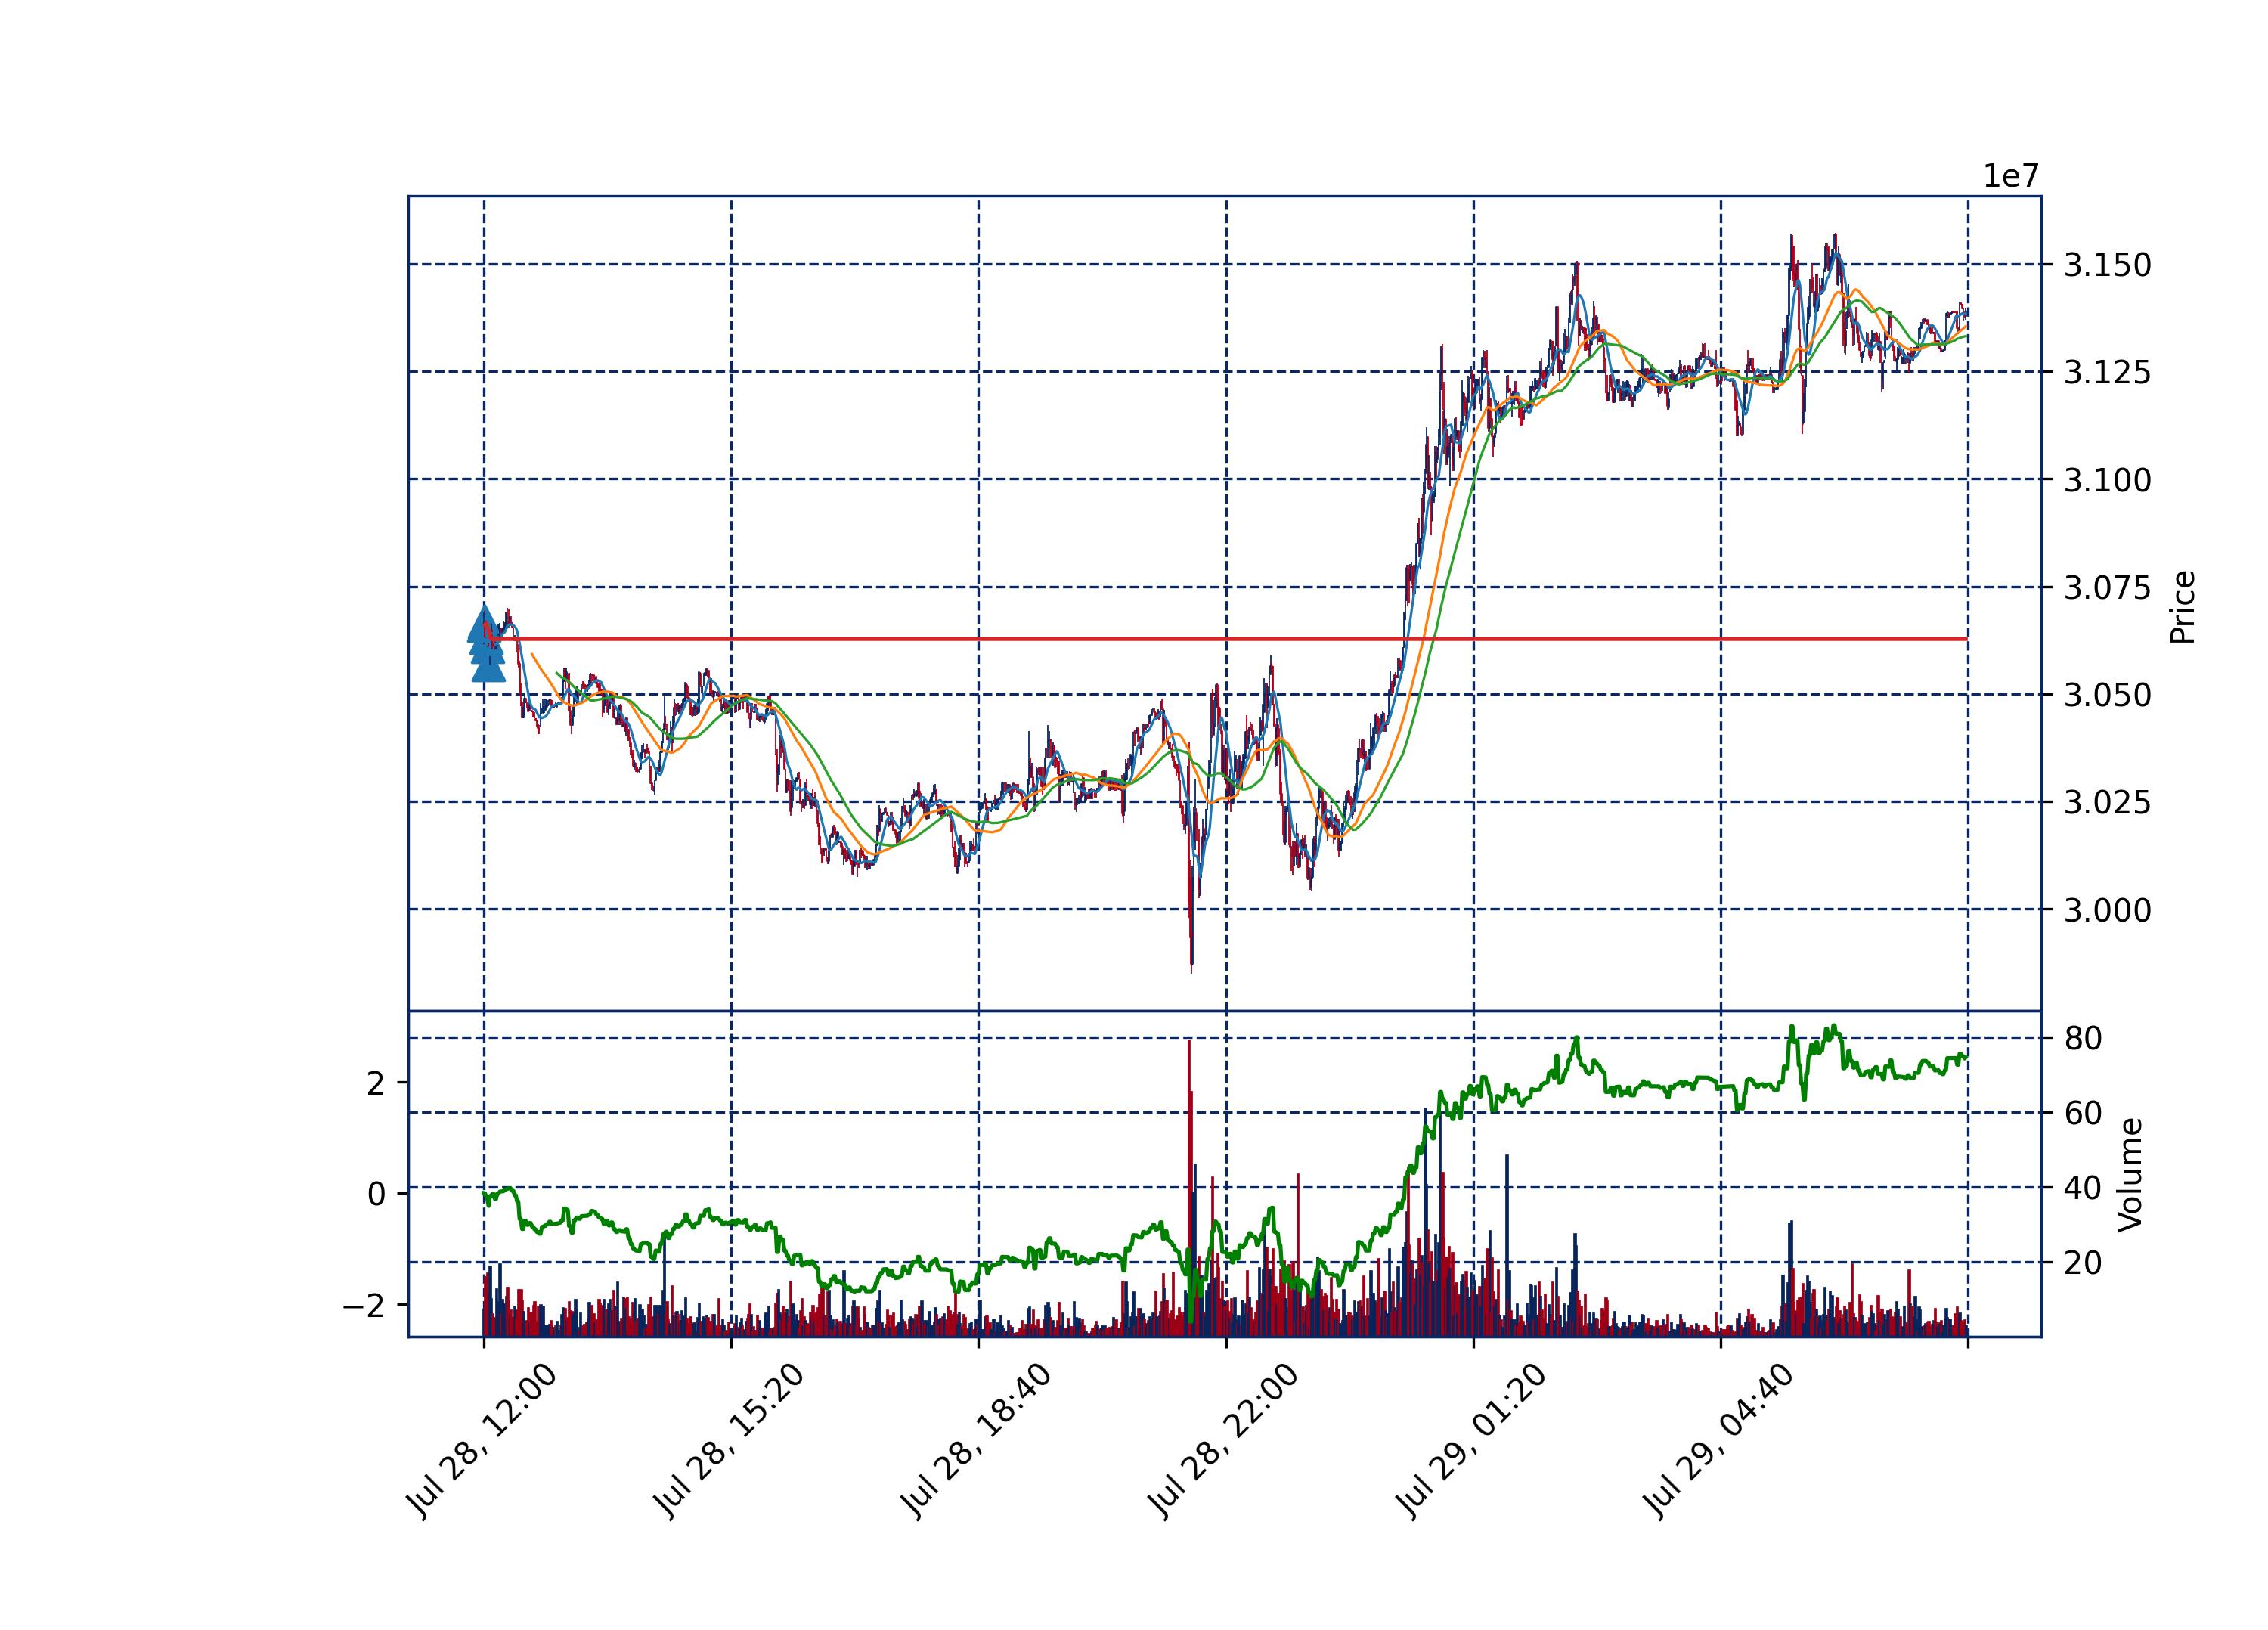 1e7
3.150
3.125
3.100
3.075
3.050
3.025
3.000
Price
80
60
40
20
Volume
2
0
−2
Jul 28, 12:00
Jul 28, 15:20
Jul 28, 18:40
Jul 28, 22:00
Jul 29, 01:20
Jul 29, 04:40